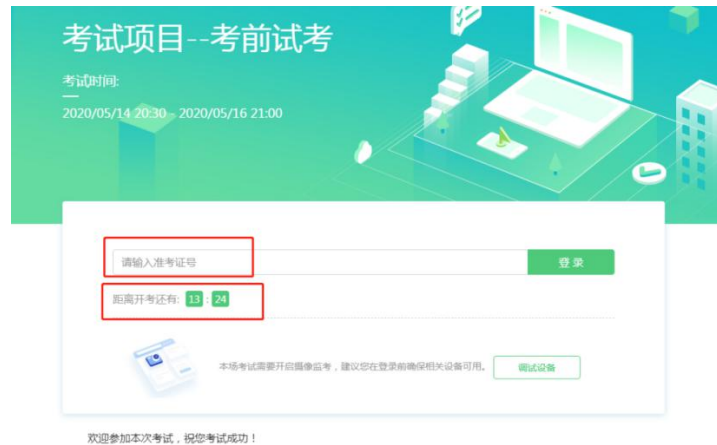 考试项目--考前试考
考试时间:
2020/05/14 20:30 - 2020/05/16 21:00
请输入准考证号
登 录
距离开考还有: 13 : 24
本场考试需要开启摄像监考，建议您在登录前确保相关设备可用。
调试设备
欢迎参加本次考试，祝您考试成功！